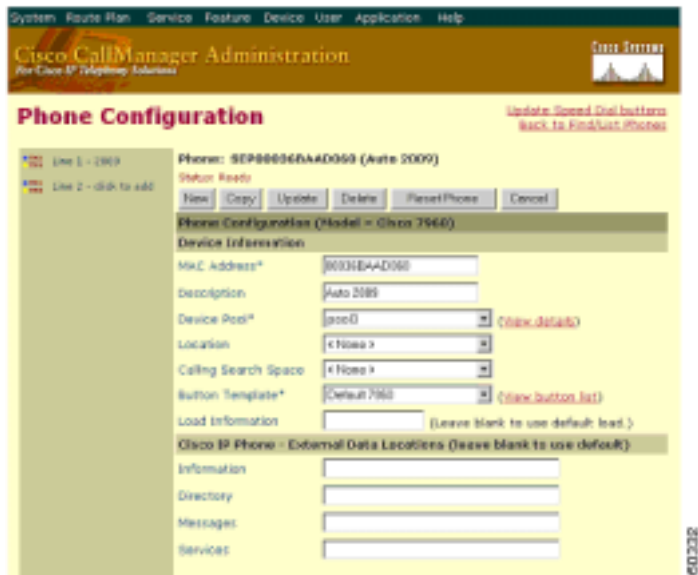 System Route Plan Service Feature Device User Application Help
Cisco CallManager Administration
For Cisco IP Telephony Solutions
Cisco Systems
Phone Configuration
Update Speed Dial buttons
Back to Find/List Phones
Line 1 - 2009
Line 2 - click to add
Phone: SEP00036BAAD060 (Auto 2009)
Status: Ready
New Copy Update Delete Reset Phone Cancel
Phone Configuration (Model = Cisco 7960)
Device Information
MAC Address* 00036BAAD060
Description Auto 2009
Device Pool* (View details)
Location < None >
Calling Search Space < None >
Button Template* Default 7960 (View button list)
Load Information (Leave blank to use default load.)
Cisco IP Phone - External Data Locations (leave blank to use default)
Information
Directory
Messages
Services